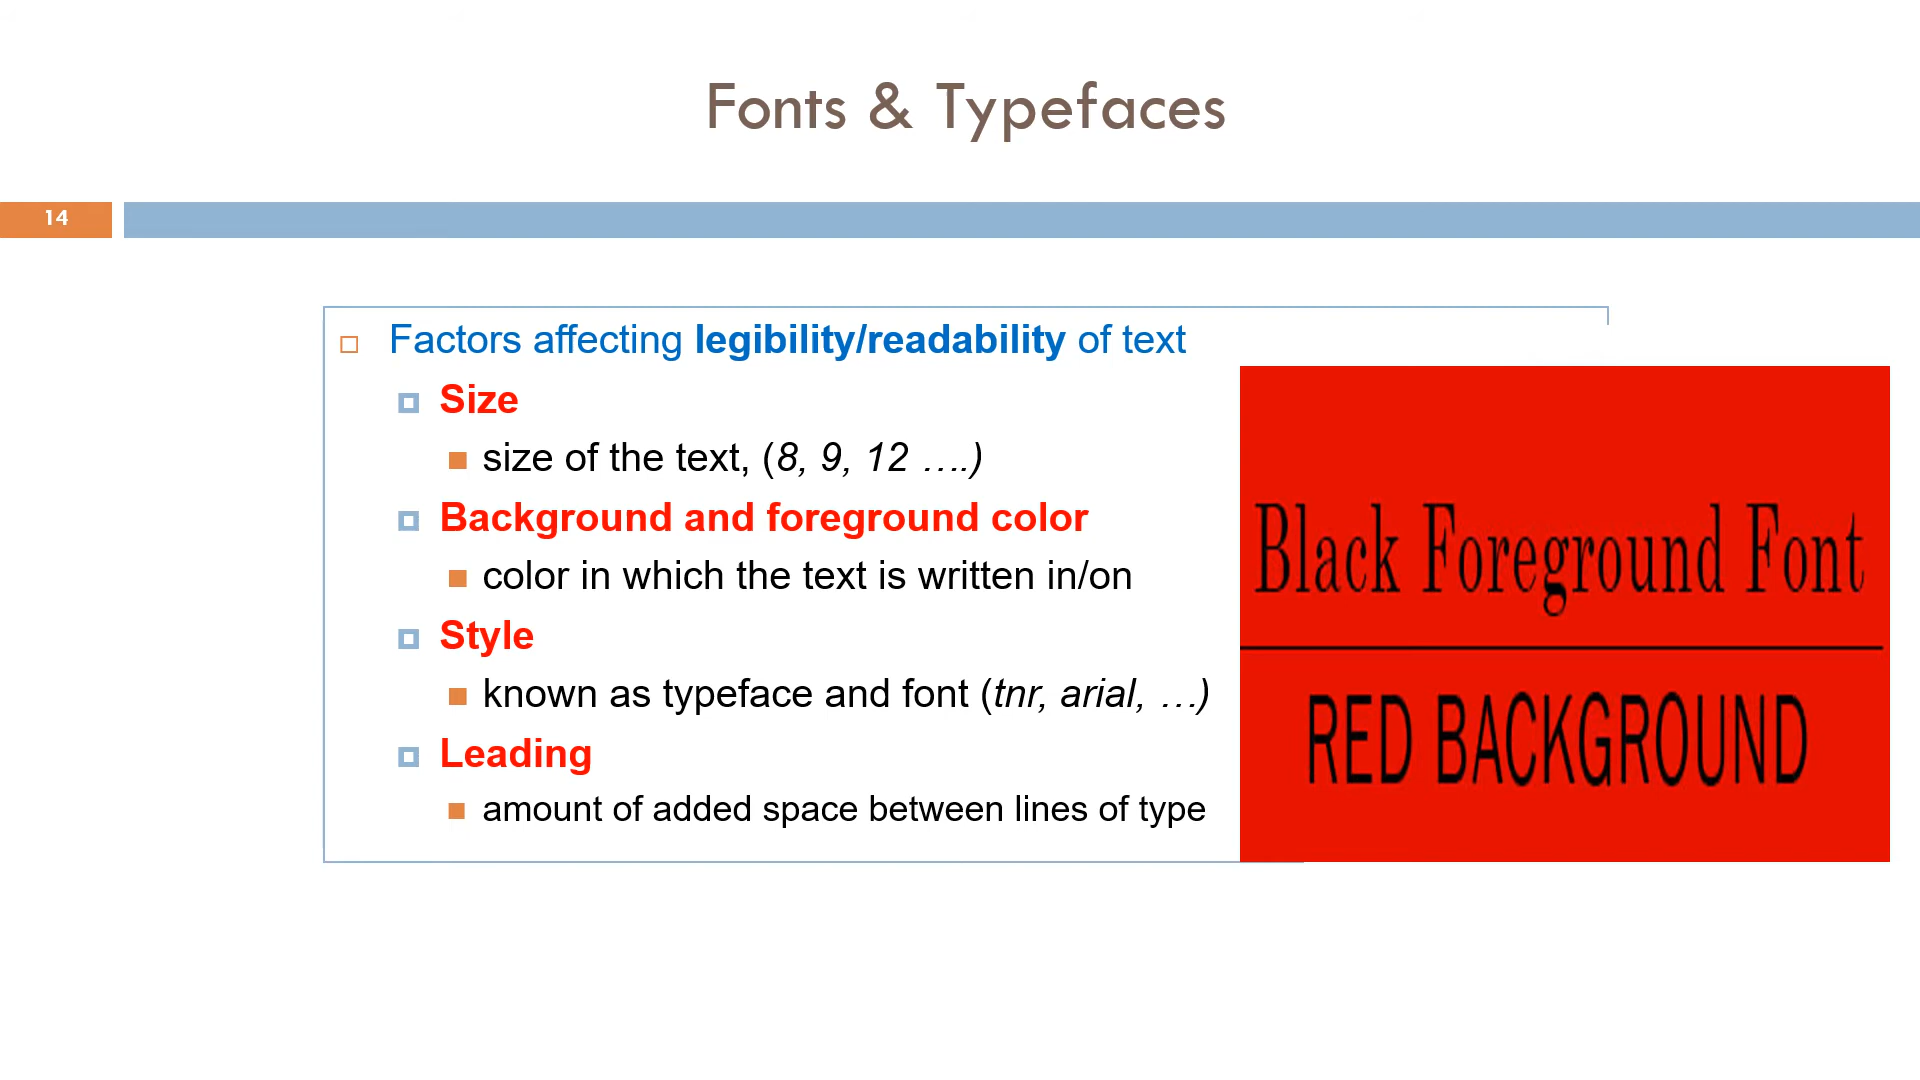 Fonts & Typefaces
14
Factors affecting legibility/readability of text
Size
size of the text, (8, 9, 12 ….)
Background and foreground color
color in which the text is written in/on
Style
known as typeface and font (tnr, arial, …)
Leading
amount of added space between lines of type
Black Foreground Font
RED BACKGROUND